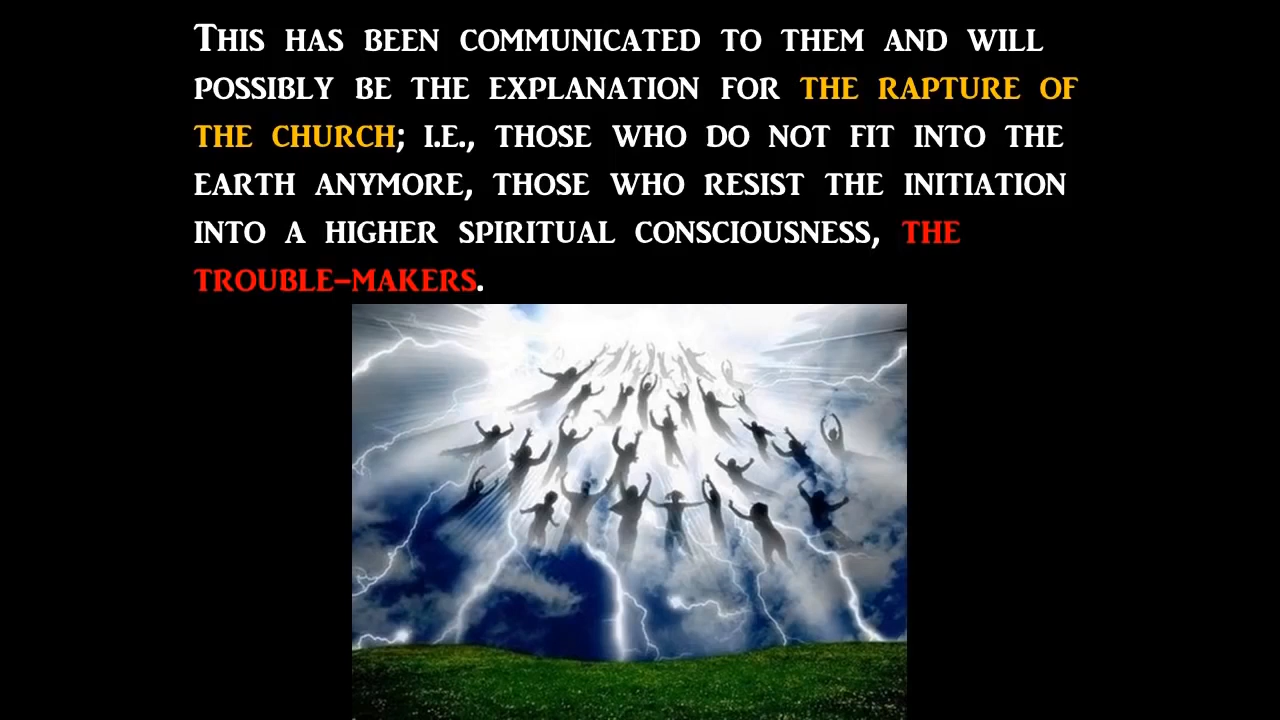 This has been communicated to them and will
possibly be the explanation for the rapture of
the church; i.e., those who do not fit into the
earth anymore, those who resist the initiation
into a higher spiritual consciousness, the
trouble-makers.